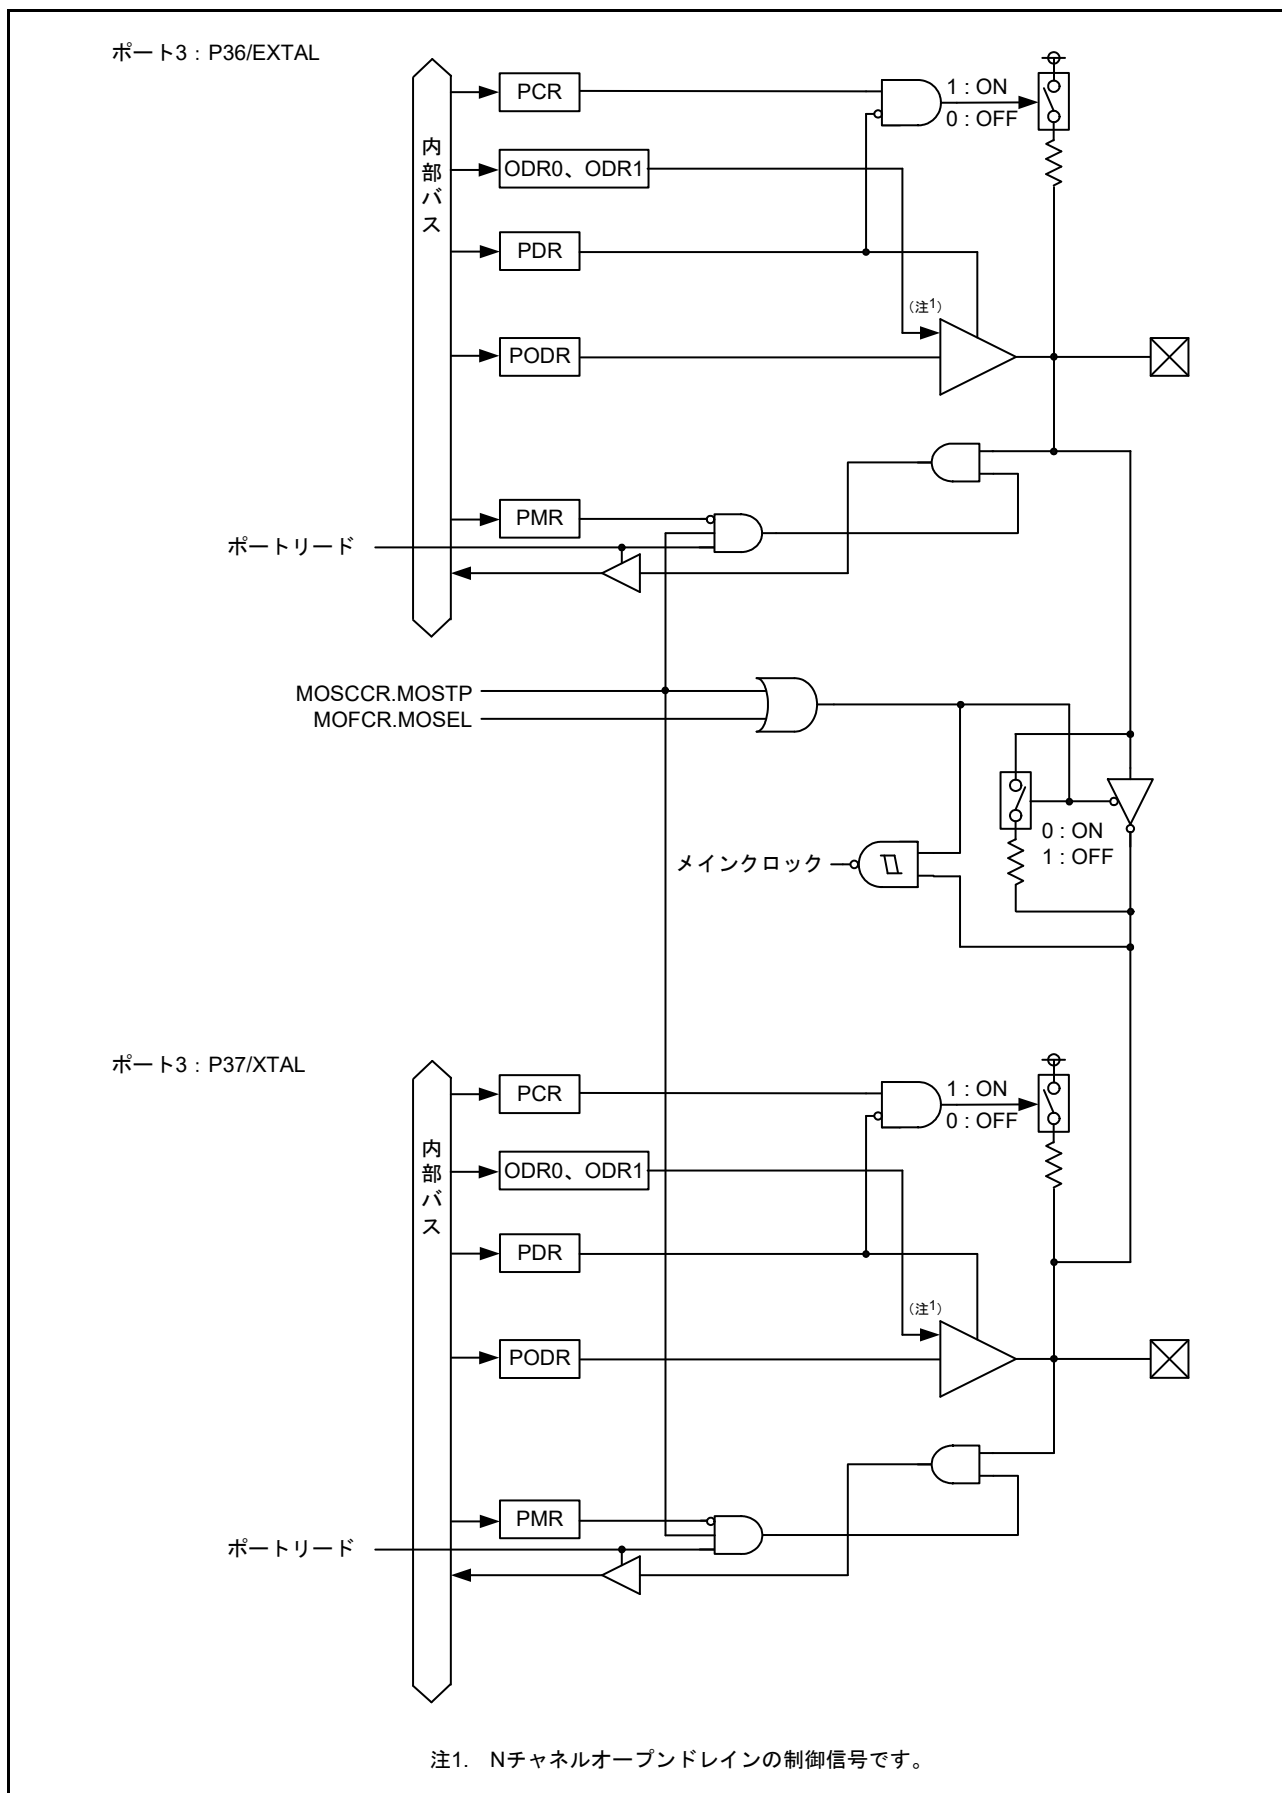 ポート3：P36/EXTAL
内部バス
PCR
1 : ON
0 : OFF
ODR0、ODR1
PDR
（注1）
PODR
PMR
ポートリード
MOSCCR.MOSTP
MOFCR.MOSEL
0 : ON
1 : OFF
メインクロック
ポート3：P37/XTAL
内部バス
PCR
1 : ON
0 : OFF
ODR0、ODR1
PDR
（注1）
PODR
PMR
ポートリード
注1. Nチャネルオープンドレインの制御信号です。